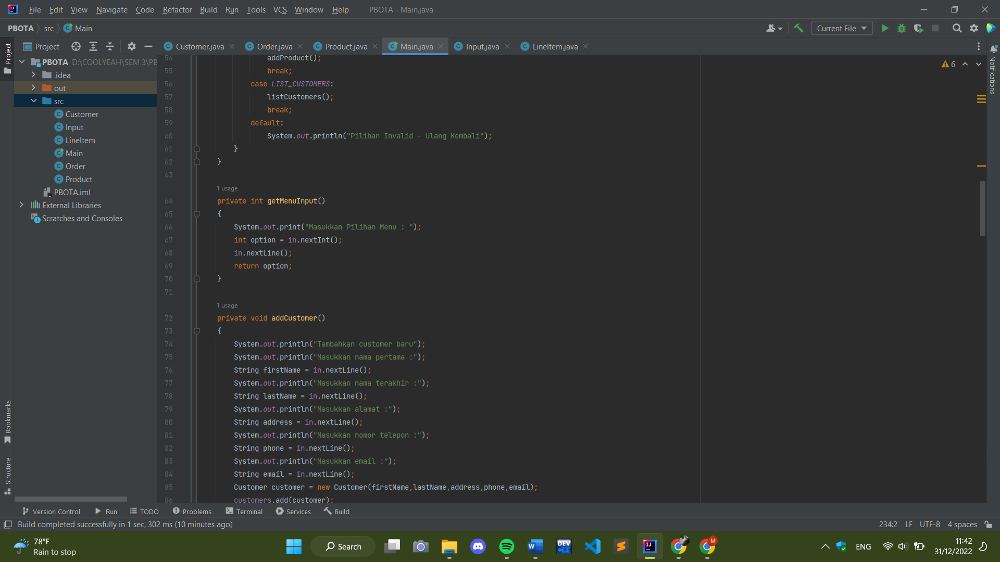 File Edit View Navigate Code Refactor Build Run Tools VCS Window Help PBOTA - Main.java
PBOTA src Main Current File
Project
Project Customer.java Order.java Product.java Main.java Input.java LineItem.java
Notifications
PBOTA D:\COOLYEAH\SEM 3\PB
.idea
out
src
Customer
Input
LineItem
Main
Order
Product
PBOTA.iml
External Libraries
Scratches and Consoles
6
54 addProduct();
55 break;
56 case LIST_CUSTOMERS:
57 listCustomers();
58 break;
59 default:
60 System.out.println("Pilihan Invalid - Ulang Kembali");
61 }
62 }
63
1 usage
64 private int getMenuInput()
65 {
66 System.out.print("Masukkan Pilihan Menu : ");
67 int option = in.nextInt();
68 in.nextLine();
69 return option;
70 }
71
1 usage
72 private void addCustomer()
73 {
74 System.out.println("Tambahkan customer baru");
75 System.out.println("Masukkan nama pertama :");
76 String firstName = in.nextLine();
77 System.out.println("Masukkan nama terakhir :");
78 String lastName = in.nextLine();
79 System.out.println("Masukkan alamat :");
80 String address = in.nextLine();
81 System.out.println("Masukkan nomor telepon :");
82 String phone = in.nextLine();
83 System.out.println("Masukkan email :");
84 String email = in.nextLine();
85 Customer customer = new Customer(firstName,lastName,address,phone,email);
86 customers.add(customer);
Bookmarks
Structure
Version Control Run TODO Problems Terminal Services Build
Build completed successfully in 1 sec, 302 ms (10 minutes ago) 234:2 LF UTF-8 4 spaces
78°F
Rain to stop
Search
DEV
C++
ENG
11:42
31/12/2022